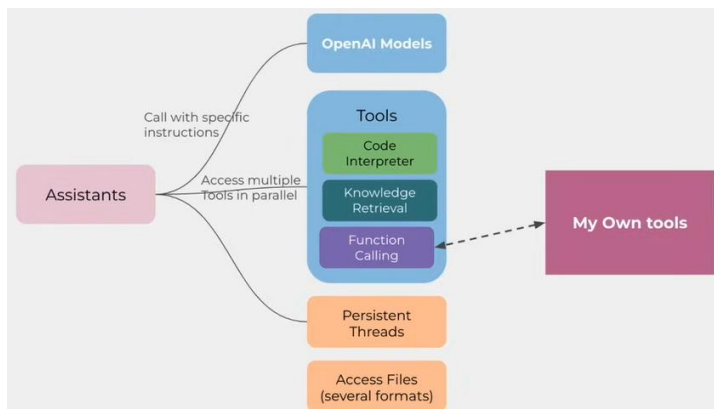 OpenAI Models
Call with specific
instructions
Tools
Code
Interpreter
Access multiple
Tools in parallel
Assistants
Knowledge
Retrieval
My Own tools
Function
Calling
Persistent
Threads
Access Files
(several formats)